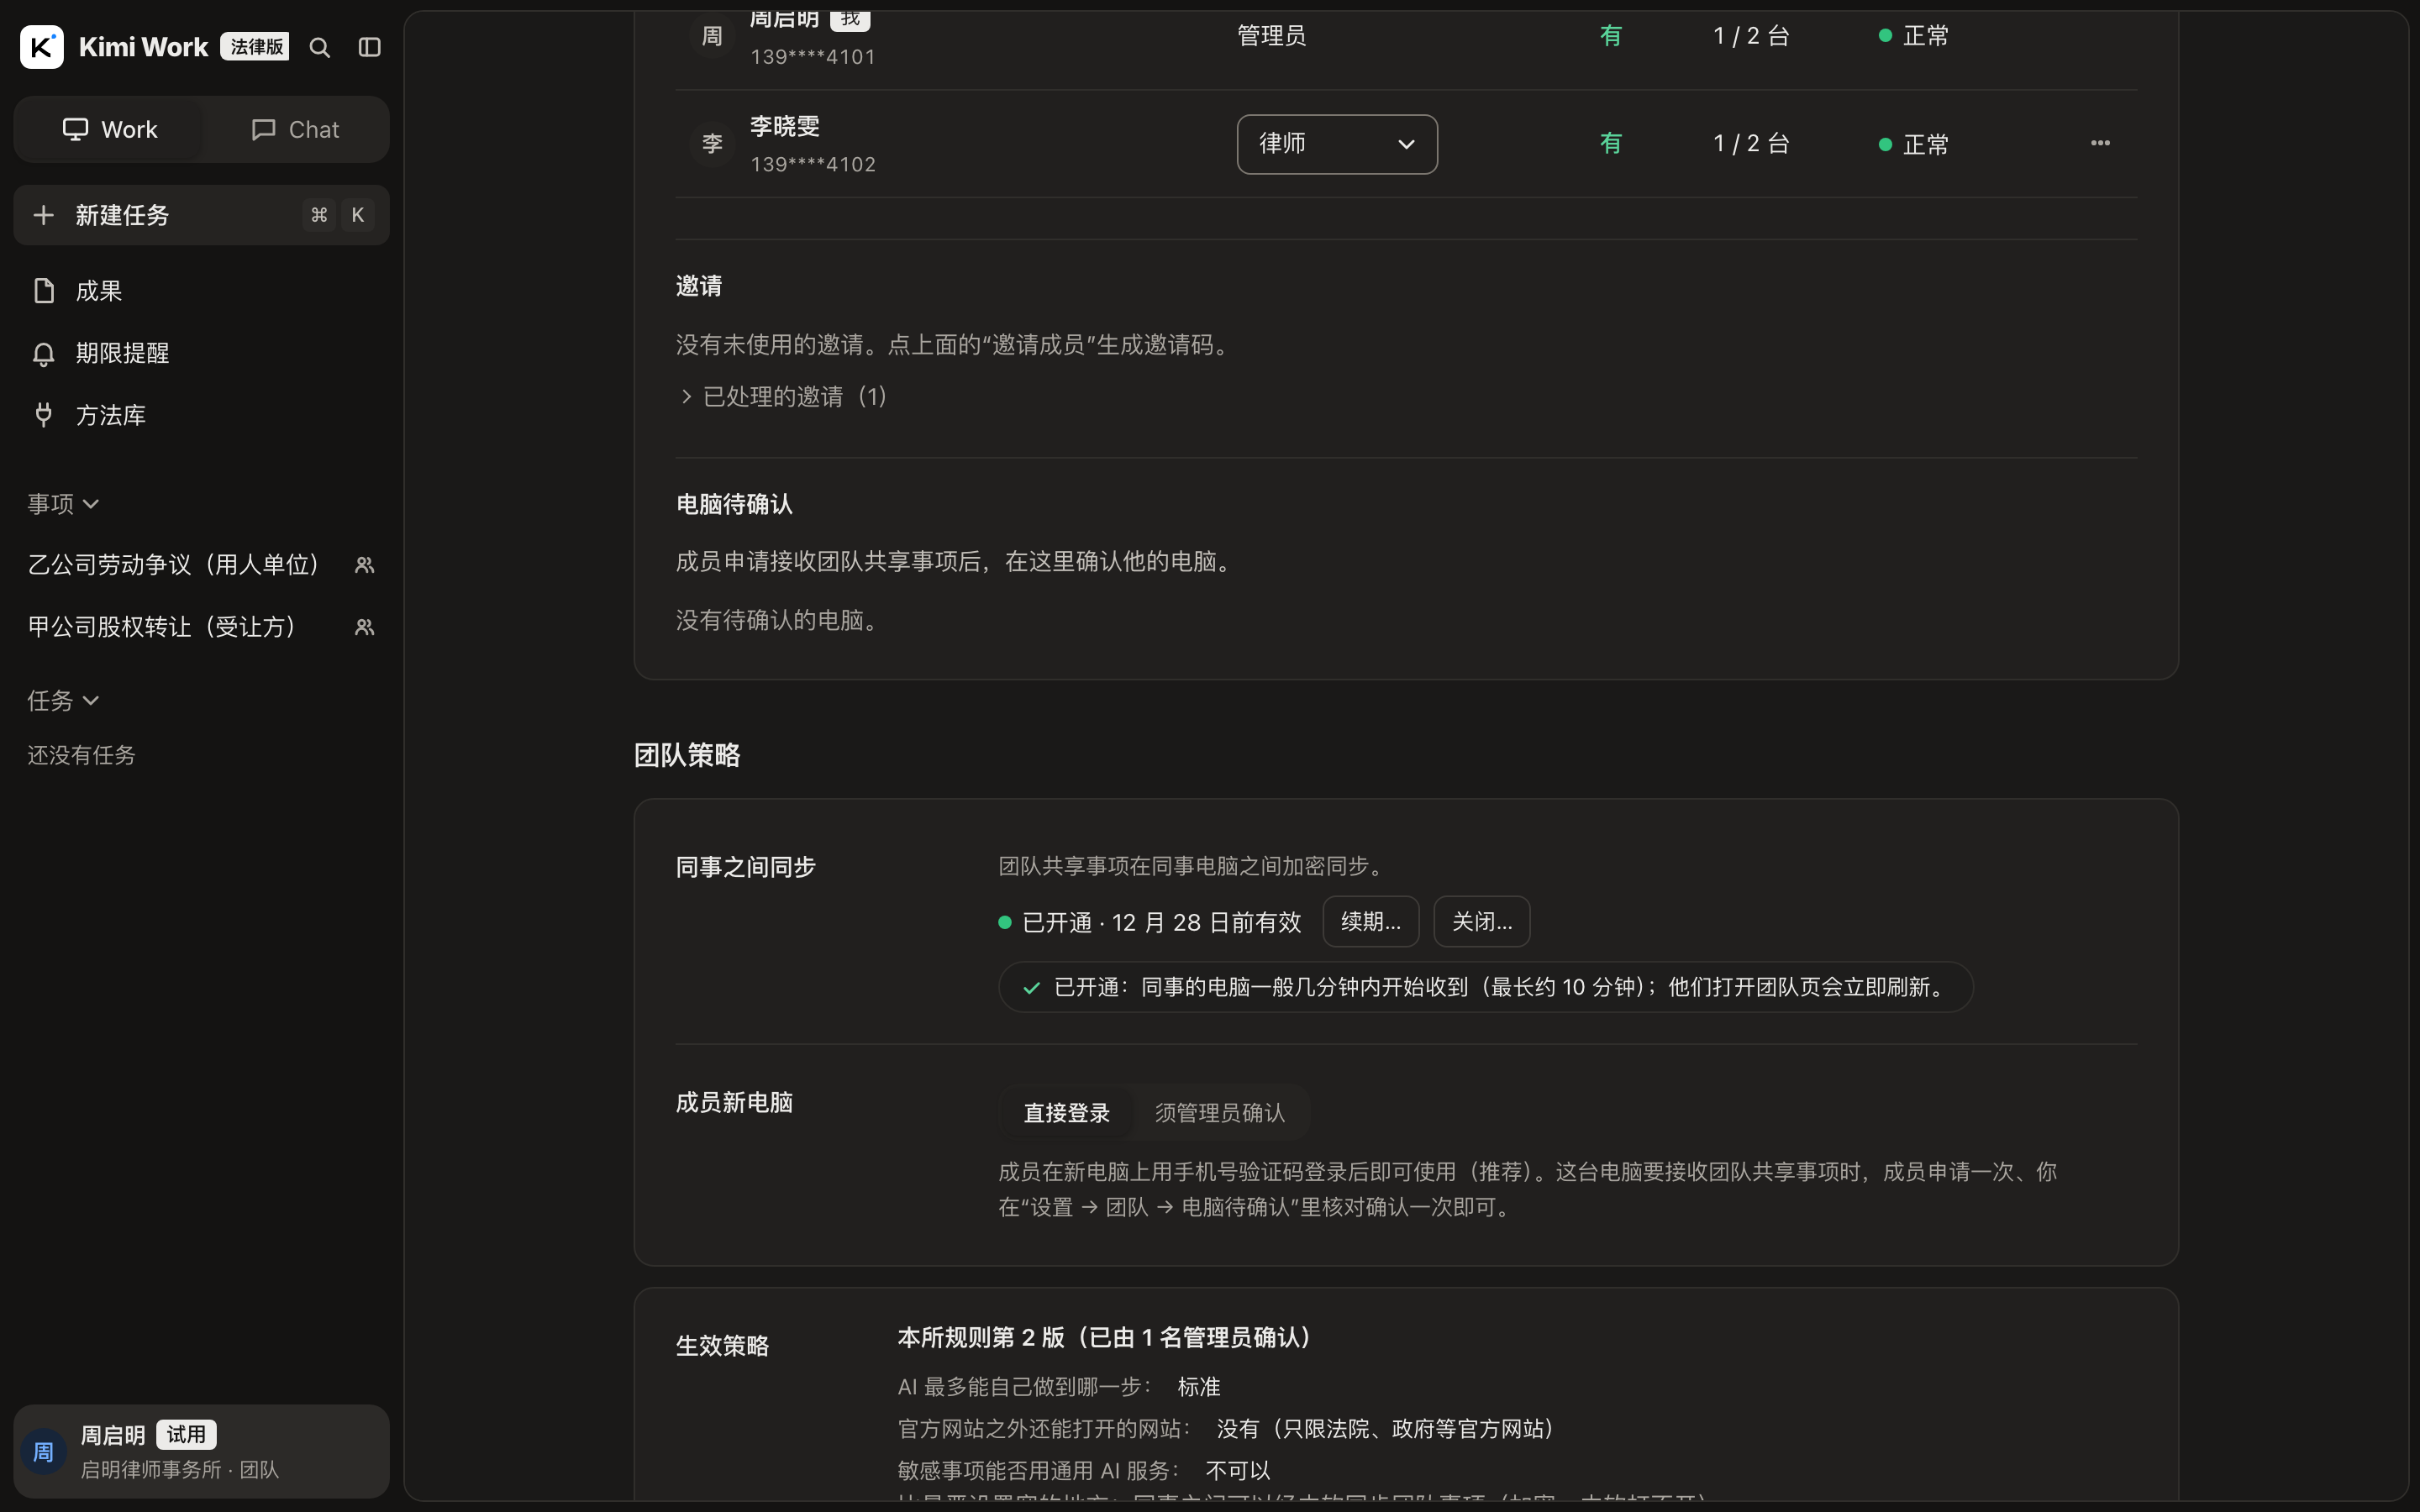 Kimi Work 法律版
Work
Chat
新建任务 ⌘ K
成果
期限提醒
方法库
事项
乙公司劳动争议（用人单位）
甲公司股权转让（受让方）
任务
还没有任务
周
周启明 试用
启明律师事务所 · 团队
周
周启明 我
139****4101
管理员
有
1 / 2 台
正常
李
李晓雯
139****4102
律师
有
1 / 2 台
正常
邀请
没有未使用的邀请。点上面的“邀请成员”生成邀请码。
已处理的邀请（1）
电脑待确认
成员申请接收团队共享事项后，在这里确认他的电脑。
没有待确认的电脑。
团队策略
同事之间同步
团队共享事项在同事电脑之间加密同步。
已开通 · 12 月 28 日前有效 续期... 关闭...
已开通：同事的电脑一般几分钟内开始收到（最长约 10 分钟）；他们打开团队页会立即刷新。
成员新电脑
直接登录 须管理员确认
成员在新电脑上用手机号验证码登录后即可使用（推荐）。这台电脑要接收团队共享事项时，成员申请一次、你
在“设置 → 团队 → 电脑待确认”里核对确认一次即可。
生效策略
本所规则第 2 版（已由 1 名管理员确认）
AI 最多能自己做到哪一步： 标准
官方网站之外还能打开的网站： 没有（只限法院、政府等官方网站）
敏感事项能否用通用 AI 服务： 不可以